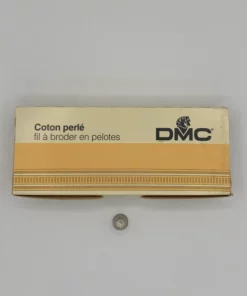 Coton perlé
fil à broder en pelotes
DMC